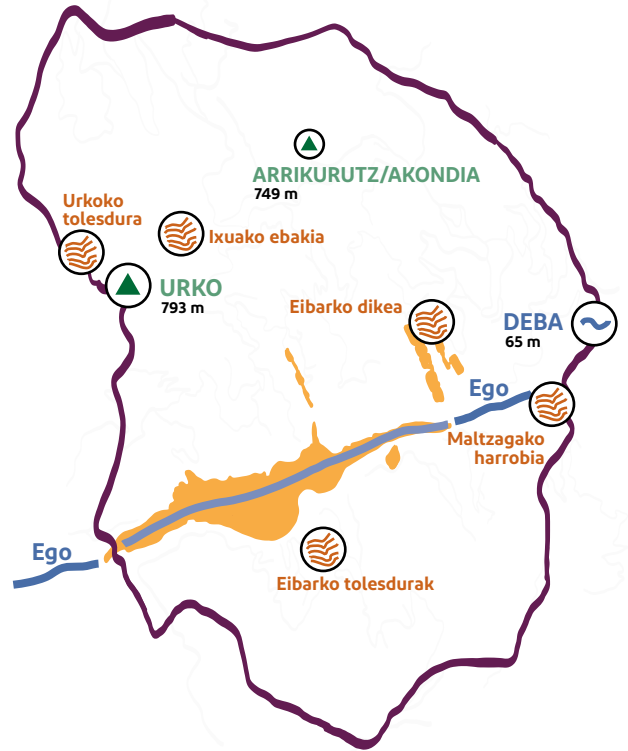 ARRIKURUTZ/AKONDIA
749 m
Urkoko
tolesdura
Ixuako ebakia
URKO
793 m
Eibarko dikea
DEBA
65 m
Ego
Maltzagako
harrobia
Ego
Eibarko tolesdurak